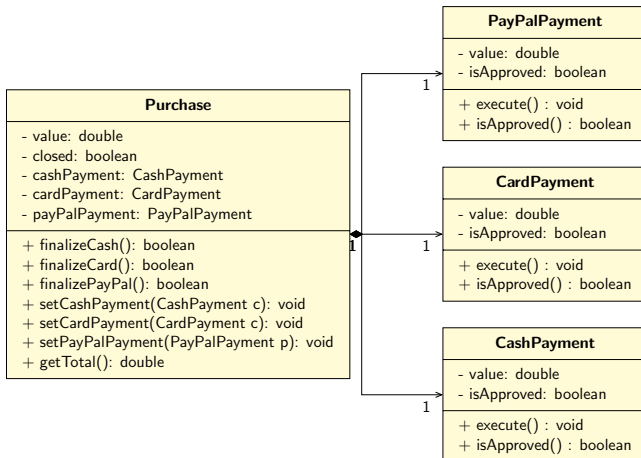 Purchase
- value: double
- closed: boolean
- cashPayment: CashPayment
- cardPayment: CardPayment
- payPalPayment: PayPalPayment
+ finalizeCash(): boolean
+ finalizeCard(): boolean
+ finalizePayPal(): boolean
+ setCashPayment(CashPayment c): void
+ setCardPayment(CardPayment c): void
+ setPayPalPayment(PayPalPayment p): void
+ getTotal(): double
1
1
1
1
PayPalPayment
- value: double
- isApproved: boolean
+ execute() : void
+ isApproved() : boolean
CardPayment
- value: double
- isApproved: boolean
+ execute() : void
+ isApproved() : boolean
CashPayment
- value: double
- isApproved: boolean
+ execute() : void
+ isApproved() : boolean